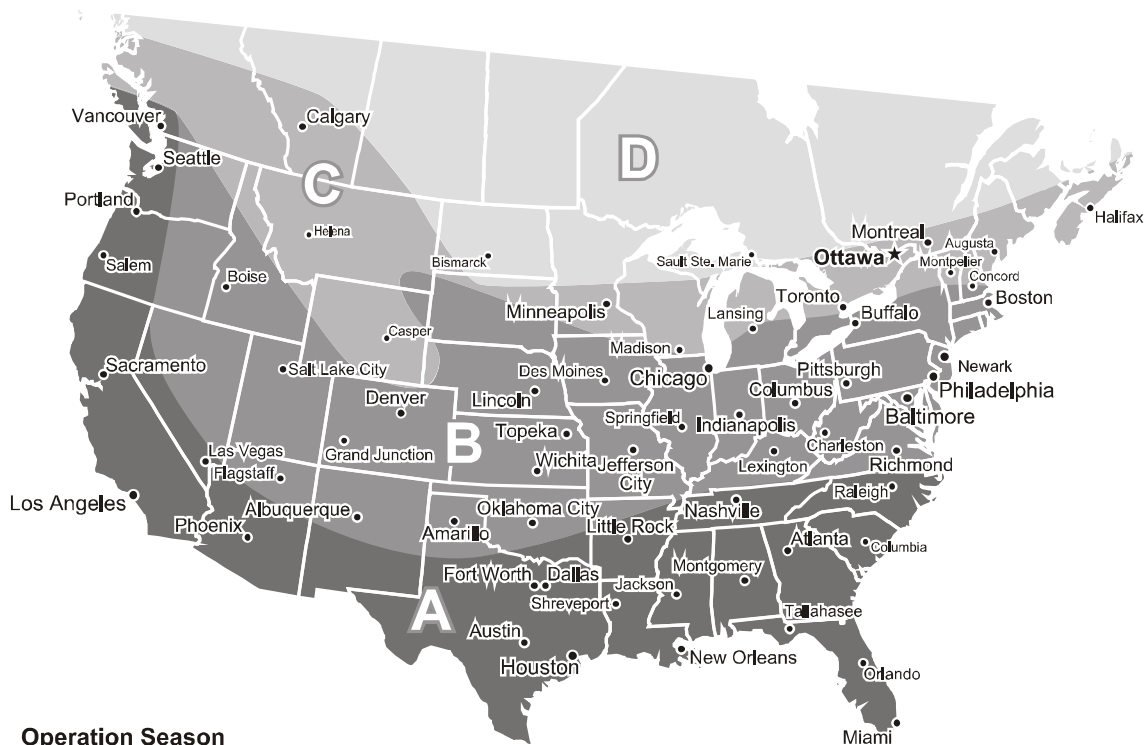 Vancouver
Calgary
Seattle
C
D
Portland
Helena
Halifax
Montreal
Augusta
Salem
Bismarck
Sault Ste. Marie
Ottawa
Montpelier
Boise
Concord
Toronto
Boston
Minneapolis
Lansing
Buffalo
Casper
Madison
Sacramento
Salt Lake City
Des Moines
Chicago
Pittsburgh
Newark
Denver
Lincoln
Columbus
Philadelphia
Springfield
Indianapolis
Baltimore
Topeka
B
Las Vegas
Grand Junction
Charleston
Flagstaff
Wichita
Jefferson
City
Lexington
Richmond
Los Angeles
Albuquerque
Oklahoma City
Nashville
Raleigh
Phoenix
Amarillo
Little Rock
Atlanta
Columbia
Fort Worth
Dallas
Montgomery
Jackson
A
Shreveport
Tallahasee
Austin
Houston
New Orleans
Orlando
Operation Season
Miami